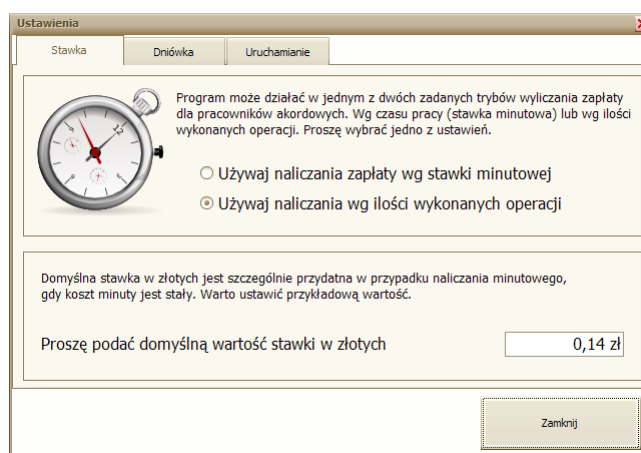 Ustawienia
Stawka
Dniówka
Uruchamianie
Program może działać w jednym z dwóch zadanych trybów wyliczania zapłaty
dla pracowników akordowych. Wg czasu pracy (stawka minutowa) lub wg ilości
wykonanych operacji. Proszę wybrać jedno z ustawień.
12
Używaj naliczania zapłaty wg stawki minutowej
Używaj naliczania wg ilości wykonanych operacji
Domyślna stawka w złotych jest szczególnie przydatna w przypadku naliczania minutowego,
gdy koszt minuty jest stały. Warto ustawić przykładową wartość.
Proszę podać domyślną wartość stawki w złotych
0,14 zł
Zamknij